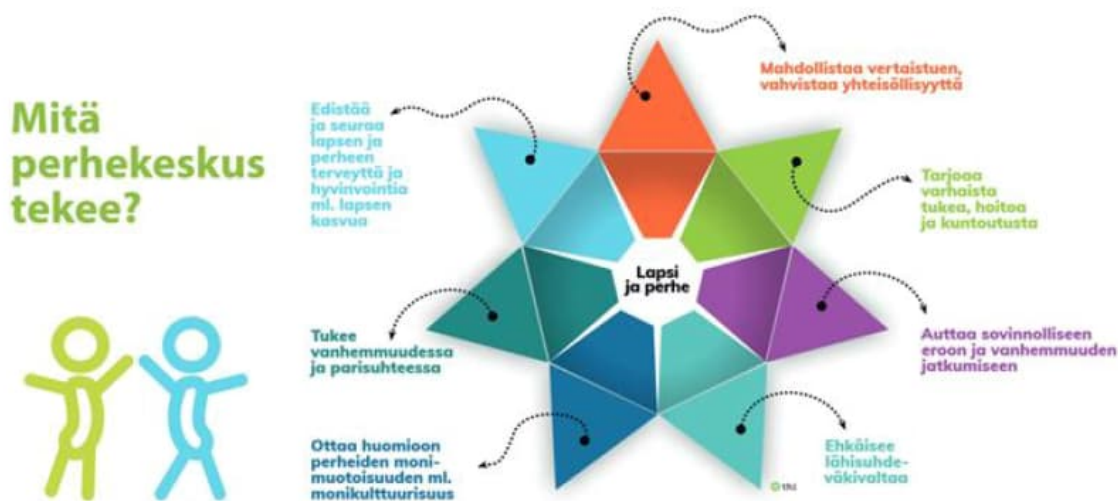 Mitä
perhekeskus
tekee?
Mahdollistaa vertaistuen,
vahvistaa yhteisöllisyyttä
Edistää
ja seuraa
lapsen ja
perheen
terveyttä ja
hyvinvointia
ml. lapsen
kasvua
Tarjoaa
varhaista
tukea, hoitoa
ja kuntoutusta
Lapsi
ja perhe
Tukee
vanhemmuudessa
ja parisuhteessa
Auttaa sovinnolliseen
eroon ja vanhemmuuden
jatkumiseen
Ottaa huomioon
perheiden moni-
muotoisuuden ml.
monikulttuurisuus
Ehkäisee
lähisuhde-
väkivaltaa